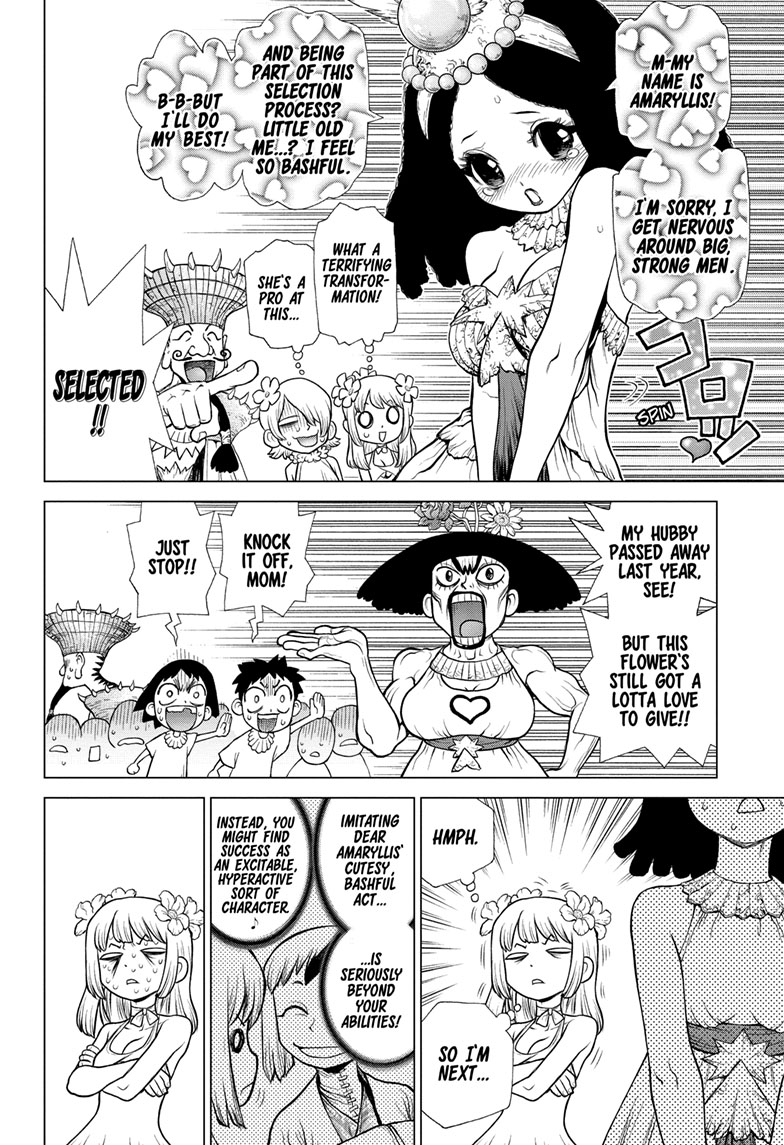 M-MY
NAME IS
AMARYLLIS!
I'M SORRY, I
GET NERVOUS
AROUND BIG,
STRONG MEN.
コロッ
SPIN
AND BEING
PART OF THIS
SELECTION
PROCESS?
LITTLE OLD
ME...? I FEEL
SO BASHFUL.
B-B-BUT
I'LL DO
MY BEST!
WHAT A
TERRIFYING
TRANSFOR-
MATION!
SHE'S A
PRO AT
THIS...
SELECTED
!!
MY HUBBY
PASSED AWAY
LAST YEAR,
SEE!
BUT THIS
FLOWER'S
STILL GOT A
LOTTA LOVE
TO GIVE!!
KNOCK
IT OFF,
MOM!
JUST
STOP!!
HMPH.
SO I'M
NEXT...
IMITATING
DEAR
AMARYLLIS'
CUTESY,
BASHFUL
ACT...
...IS
SERIOUSLY
BEYOND
YOUR
ABILITIES!
INSTEAD, YOU
MIGHT FIND
SUCCESS AS
AN EXCITABLE,
HYPERACTIVE
SORT OF
CHARACTER.
♪